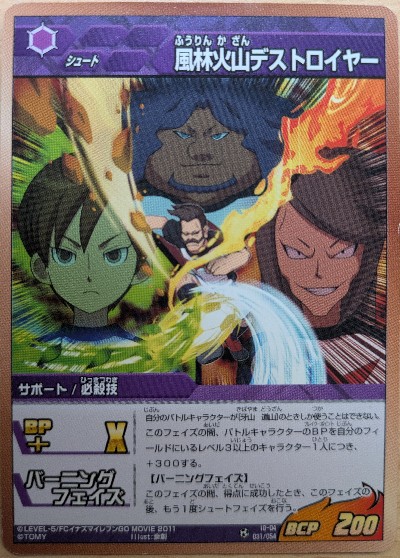 シュート
ふうりん か ざん
風林火山デストロイヤー
ひっさつわざ
サポート / 必殺技
BP
+
X
自分のバトルキャラクターが「牙山 道山」のときしか使うことはできない。
このフェイズの間、バトルキャラクターのBPを自分のフィ
ールドにいるレベル3以上のキャラクター1人につき、
+300する。
バーニング
フェイズ
【バーニングフェイズ】
このフェイズの間、得点に成功したとき、このフェイズの
後、もう1度シュートフェイズを行う。
©LEVEL-5/FCイナズマイレブンGO MOVIE 2011
©TOMY
IG-04
031/054
BCP 200